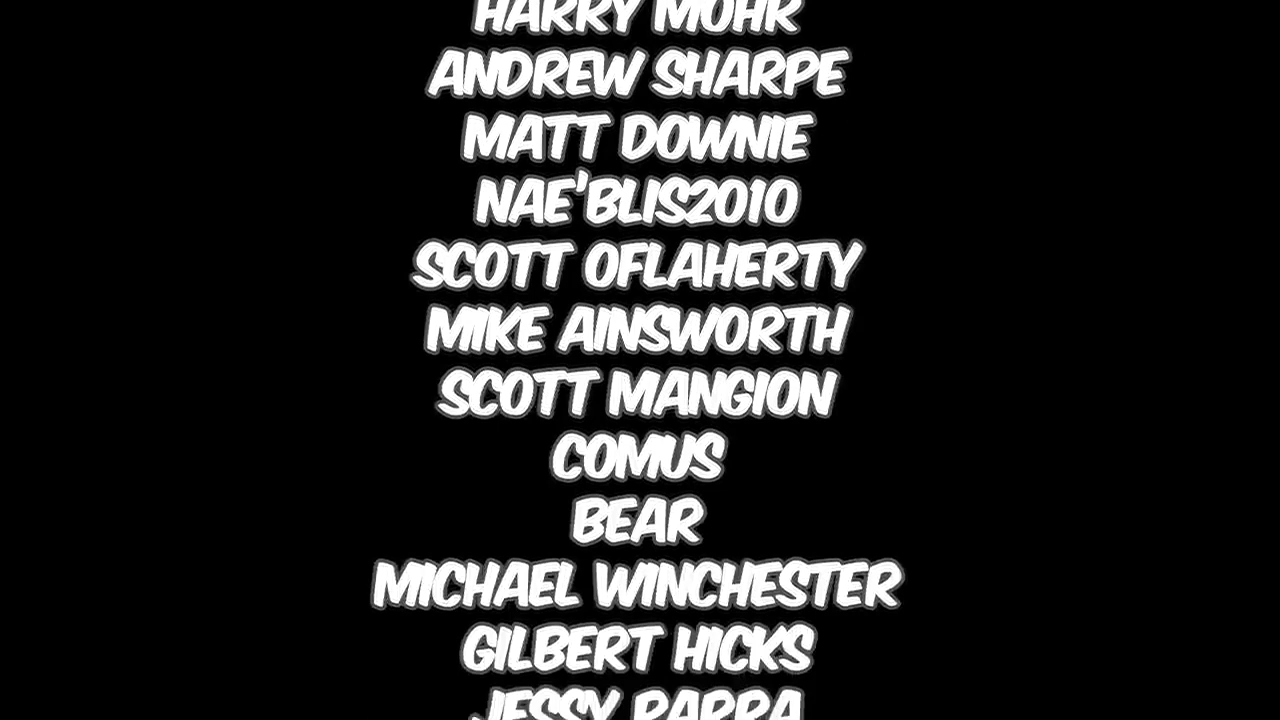 HARRY MOHR
ANDREW SHARPE
MATT DOWNIE
NAE'BLIS2010
SCOTT OFLAHERTY
MIKE AINSWORTH
SCOTT MANGION
COMUS
BEAR
MICHAEL WINCHESTER
GILBERT HICKS
JESSY